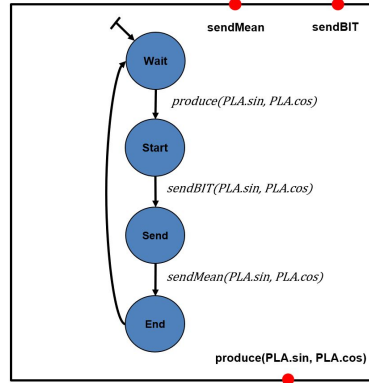 sendMean
sendBIT
Wait
produce(PLA.sin, PLA.cos)
Start
sendBIT(PLA.sin, PLA.cos)
Send
sendMean(PLA.sin, PLA.cos)
End
produce(PLA.sin, PLA.cos)